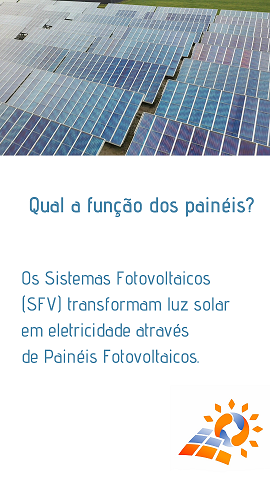 Qual a função dos painéis?
Os Sistemas Fotovoltaicos
(SFV) transformam luz solar
em eletricidade através
de Painéis Fotovoltaicos.